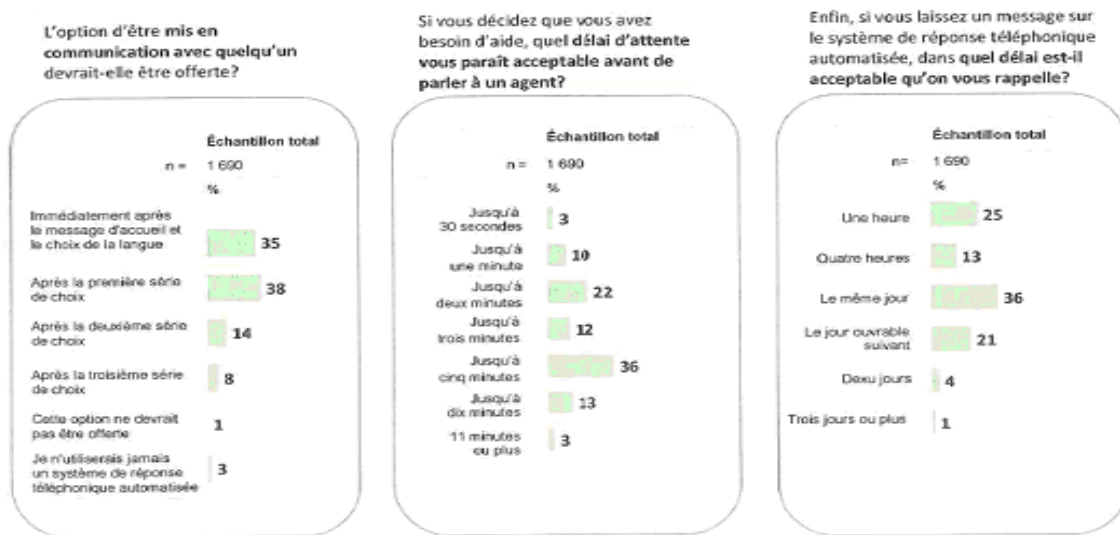 L'option d'être mis en
communication avec quelqu'un
devrait-elle être offerte?
Échantillon total
n = 1 690
%
Immédiatement après
le message d'accueil et
le choix de la langue 35
Après la première série
de choix 38
Après la deuxième série
de choix 14
Après la troisième série
de choix 8
Cette option ne devrait
pas être offerte 1
Je n'utiliserais jamais
un système de réponse
téléphonique automatisée 3
Si vous décidez que vous avez
besoin d'aide, quel délai d'attente
vous paraît acceptable avant de
parler à un agent?
Échantillon total
n= 1 690
%
Jusqu'à
30 secondes 3
Jusqu'à
une minute 10
Jusqu'à
deux minutes 22
Jusqu'à
trois minutes 12
Jusqu'à
cinq minutes 36
Jusqu'à
dix minutes 13
11 minutes
ou plus 3
Enfin, si vous laissez un message sur
le système de réponse téléphonique
automatisée, dans quel délai est-il
acceptable qu'on vous rappelle?
Échantillon total
n= 1 690
%
Une heure 25
Quatre heures 13
Le même jour 36
Le jour ouvrable
suivant 21
Dexu jours 4
Trois jours ou plus 1